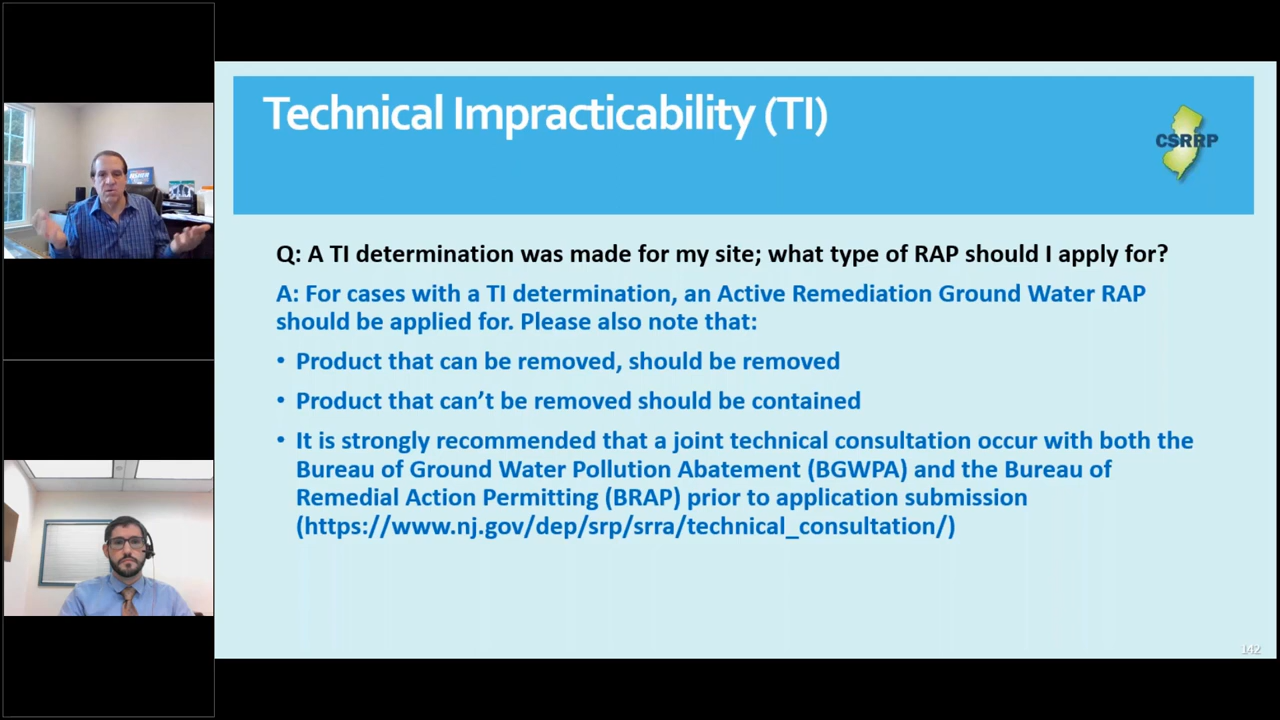 Technical Impracticability (TI)
CSRRP
Q: A TI determination was made for my site; what type of RAP should I apply for?
A: For cases with a TI determination, an Active Remediation Ground Water RAP
should be applied for. Please also note that:
• Product that can be removed, should be removed
• Product that can’t be removed should be contained
• It is strongly recommended that a joint technical consultation occur with both the
Bureau of Ground Water Pollution Abatement (BGWPA) and the Bureau of
Remedial Action Permitting (BRAP) prior to application submission
(https://www.nj.gov/dep/srp/srra/technical_consultation/)
142